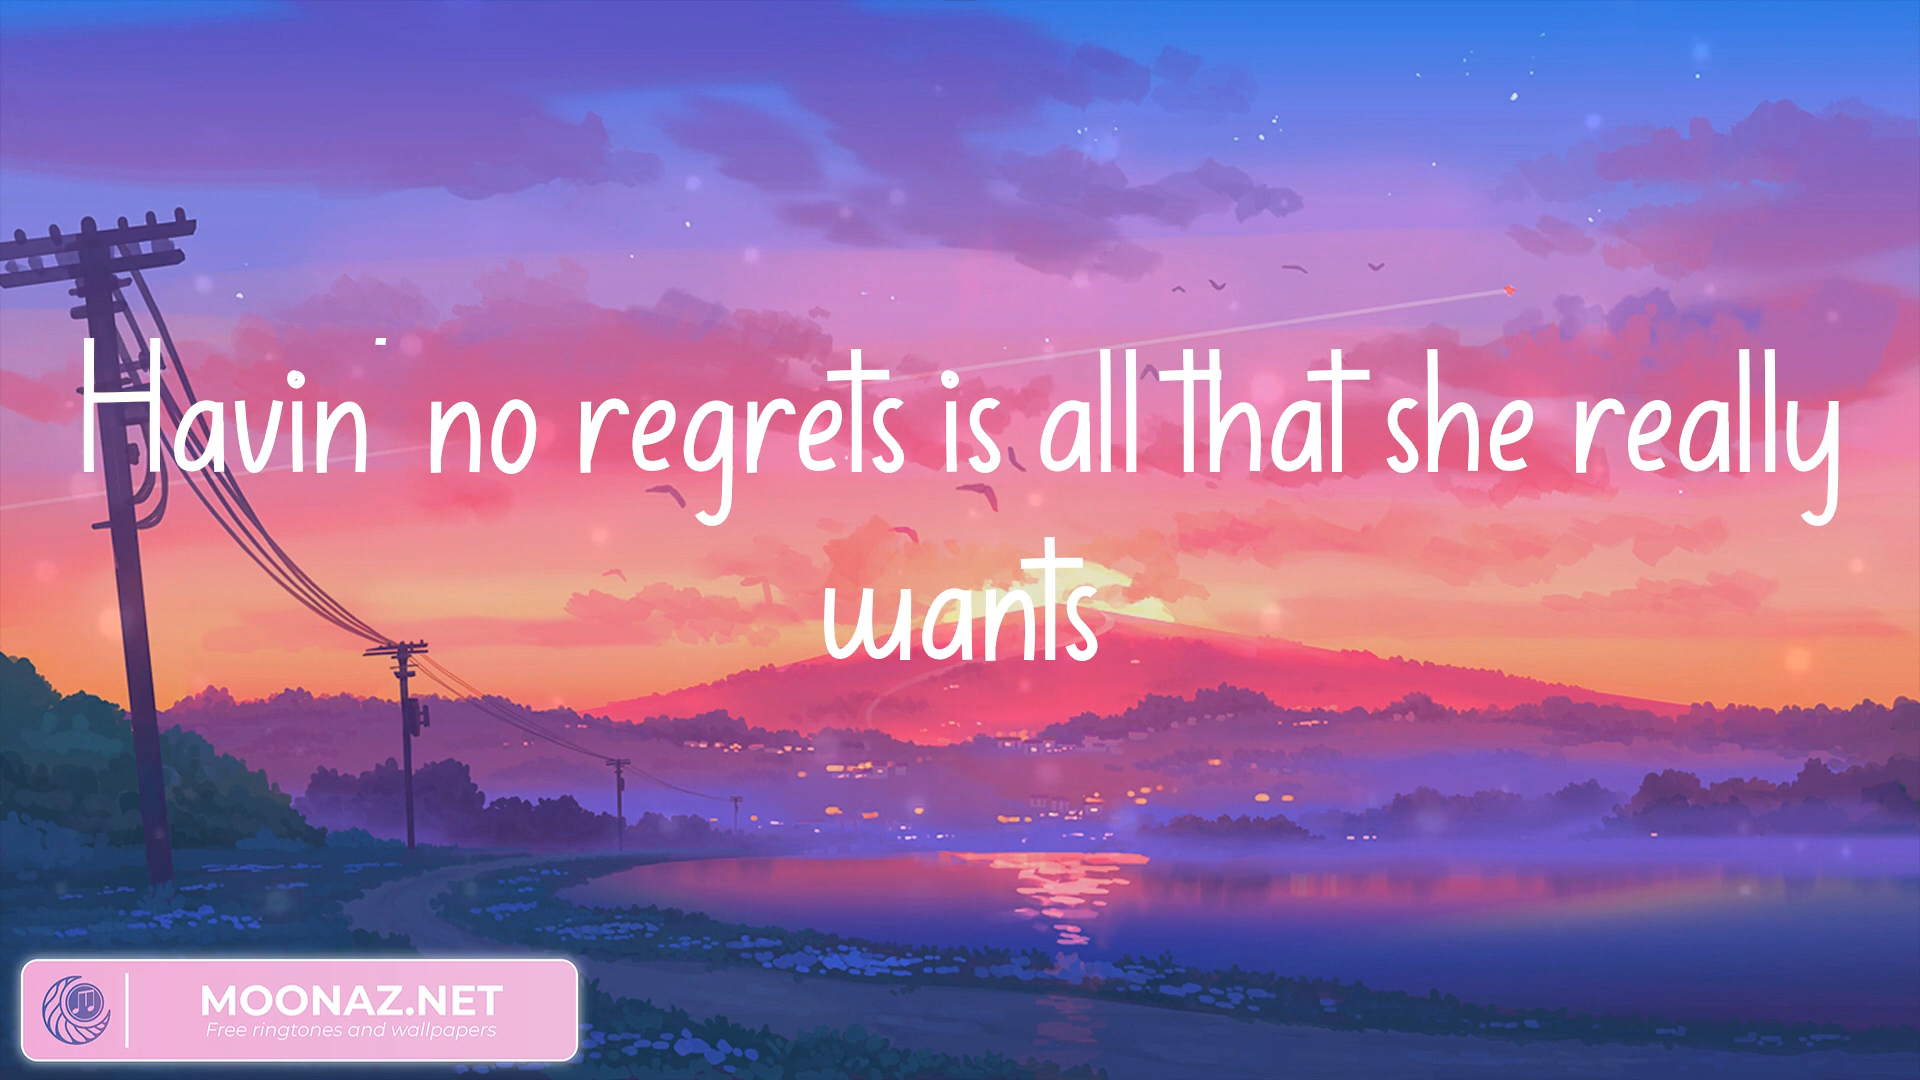 Havin' no regrets is all that she really
wants
MOONAZ.NET
Free ringtones and wallpapers